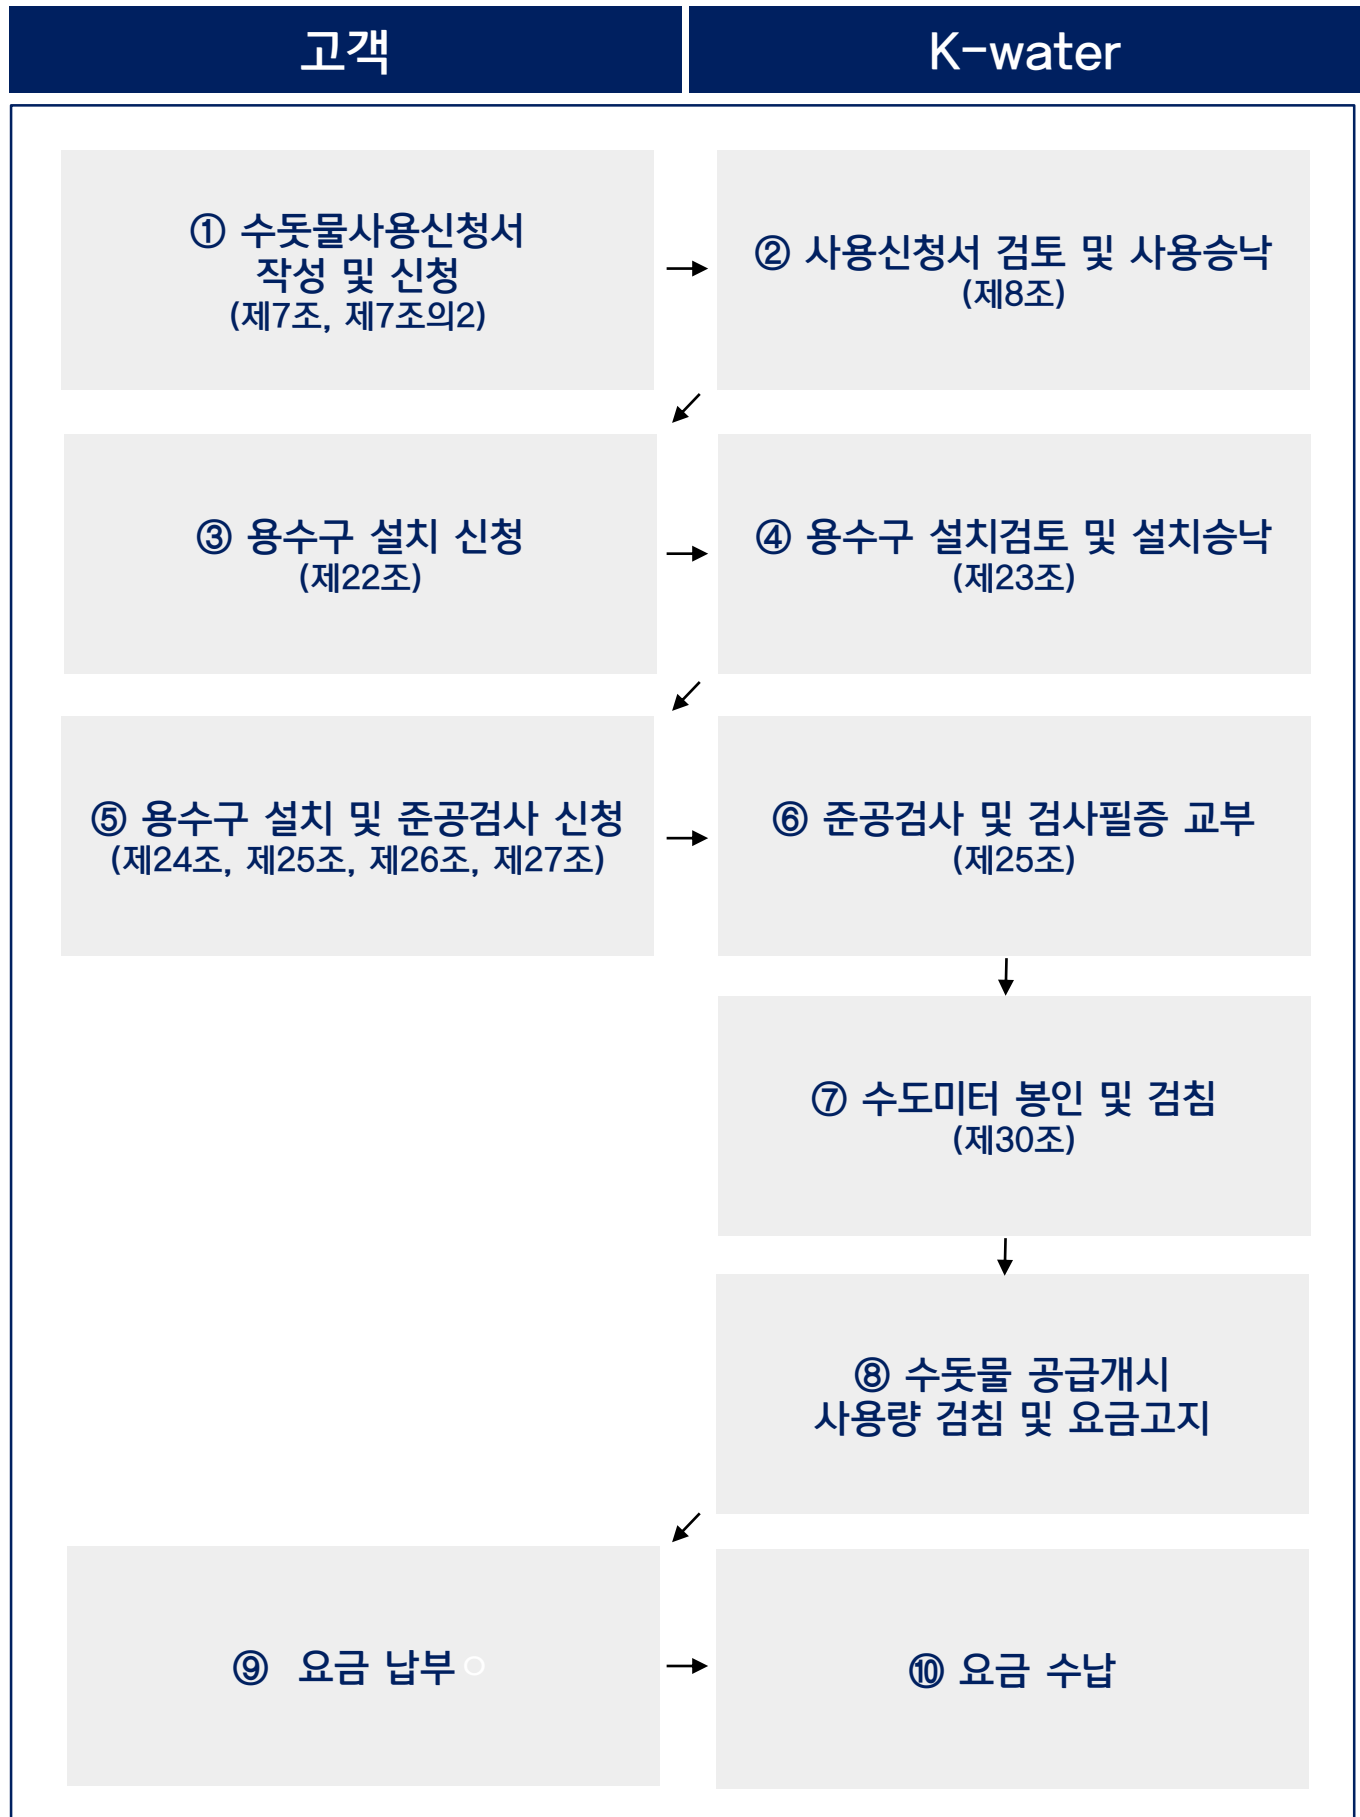 고객
K-water
① 수돗물사용신청서
작성 및 신청
(제7조, 제7조의2)
② 사용신청서 검토 및 사용승낙
(제8조)
③ 용수구 설치 신청
(제22조)
④ 용수구 설치검토 및 설치승낙
(제23조)
⑤ 용수구 설치 및 준공검사 신청
(제24조, 제25조, 제26조, 제27조)
⑥ 준공검사 및 검사필증 교부
(제25조)
⑦ 수도미터 봉인 및 검침
(제30조)
⑧ 수돗물 공급개시
사용량 검침 및 요금고지
⑨ 요금 납부 ○
⑩ 요금 수납